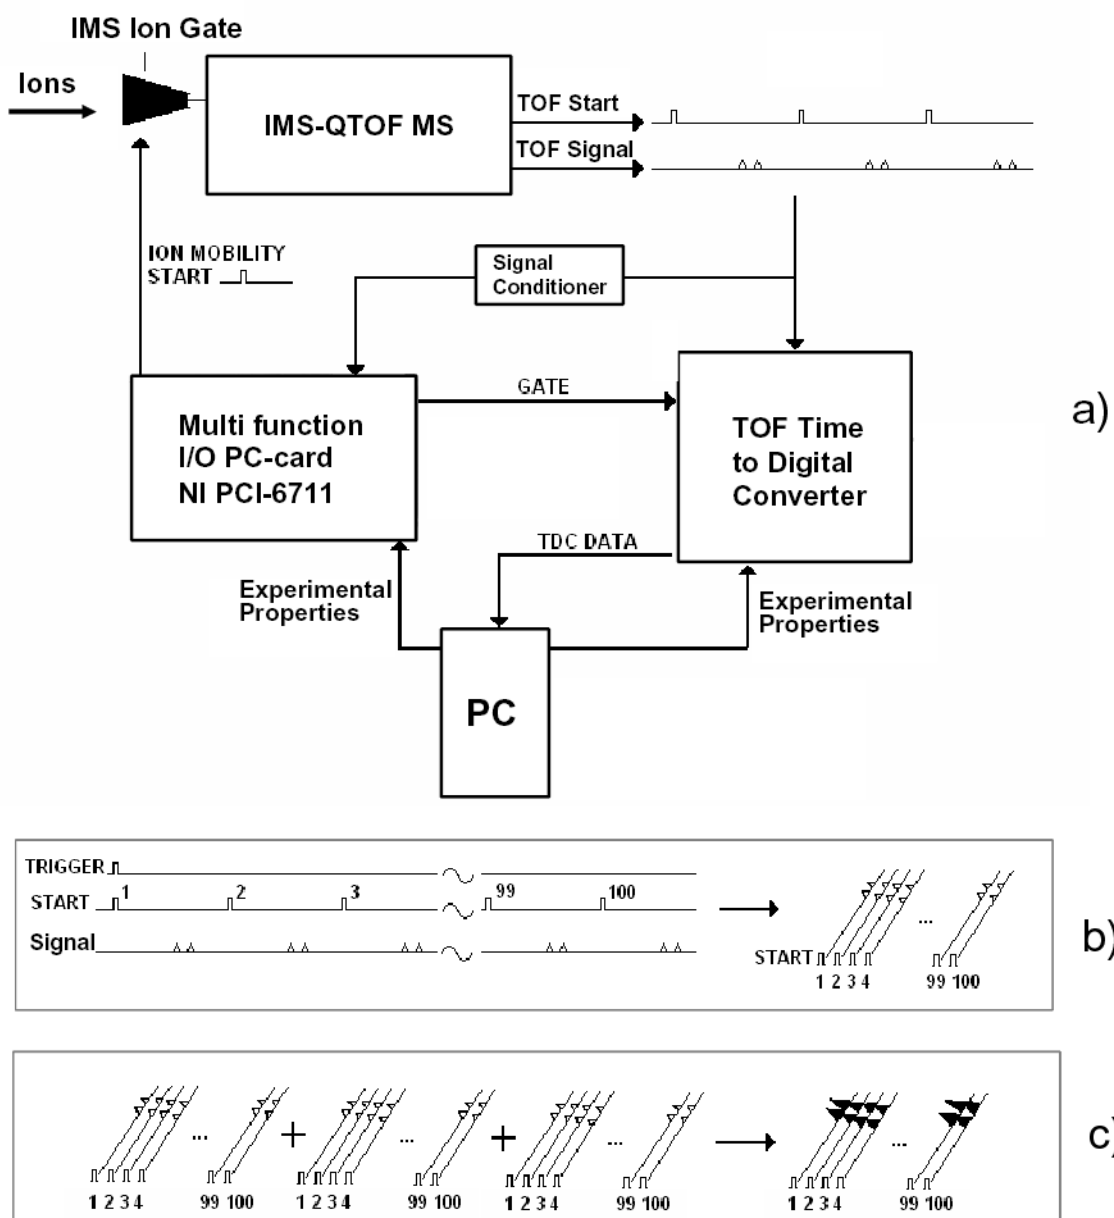 IMS Ion Gate
Ions
IMS-QTOF MS
TOF Start
TOF Signal
ION MOBILITY
START
Signal
Conditioner
GATE
Multi function
I/O PC-card
NI PCI-6711
TOF Time
to Digital
Converter
a)
TDC DATA
Experimental
Properties
Experimental
Properties
PC
TRIGGER
START 1 2 3 99 100
Signal
START
1 2 3 4 99 100
...
b)
... + ... + ... ...
1 2 3 4 99 100 1 2 3 4 99 100 1 2 3 4 99 100 1 2 3 4 99 100
c)